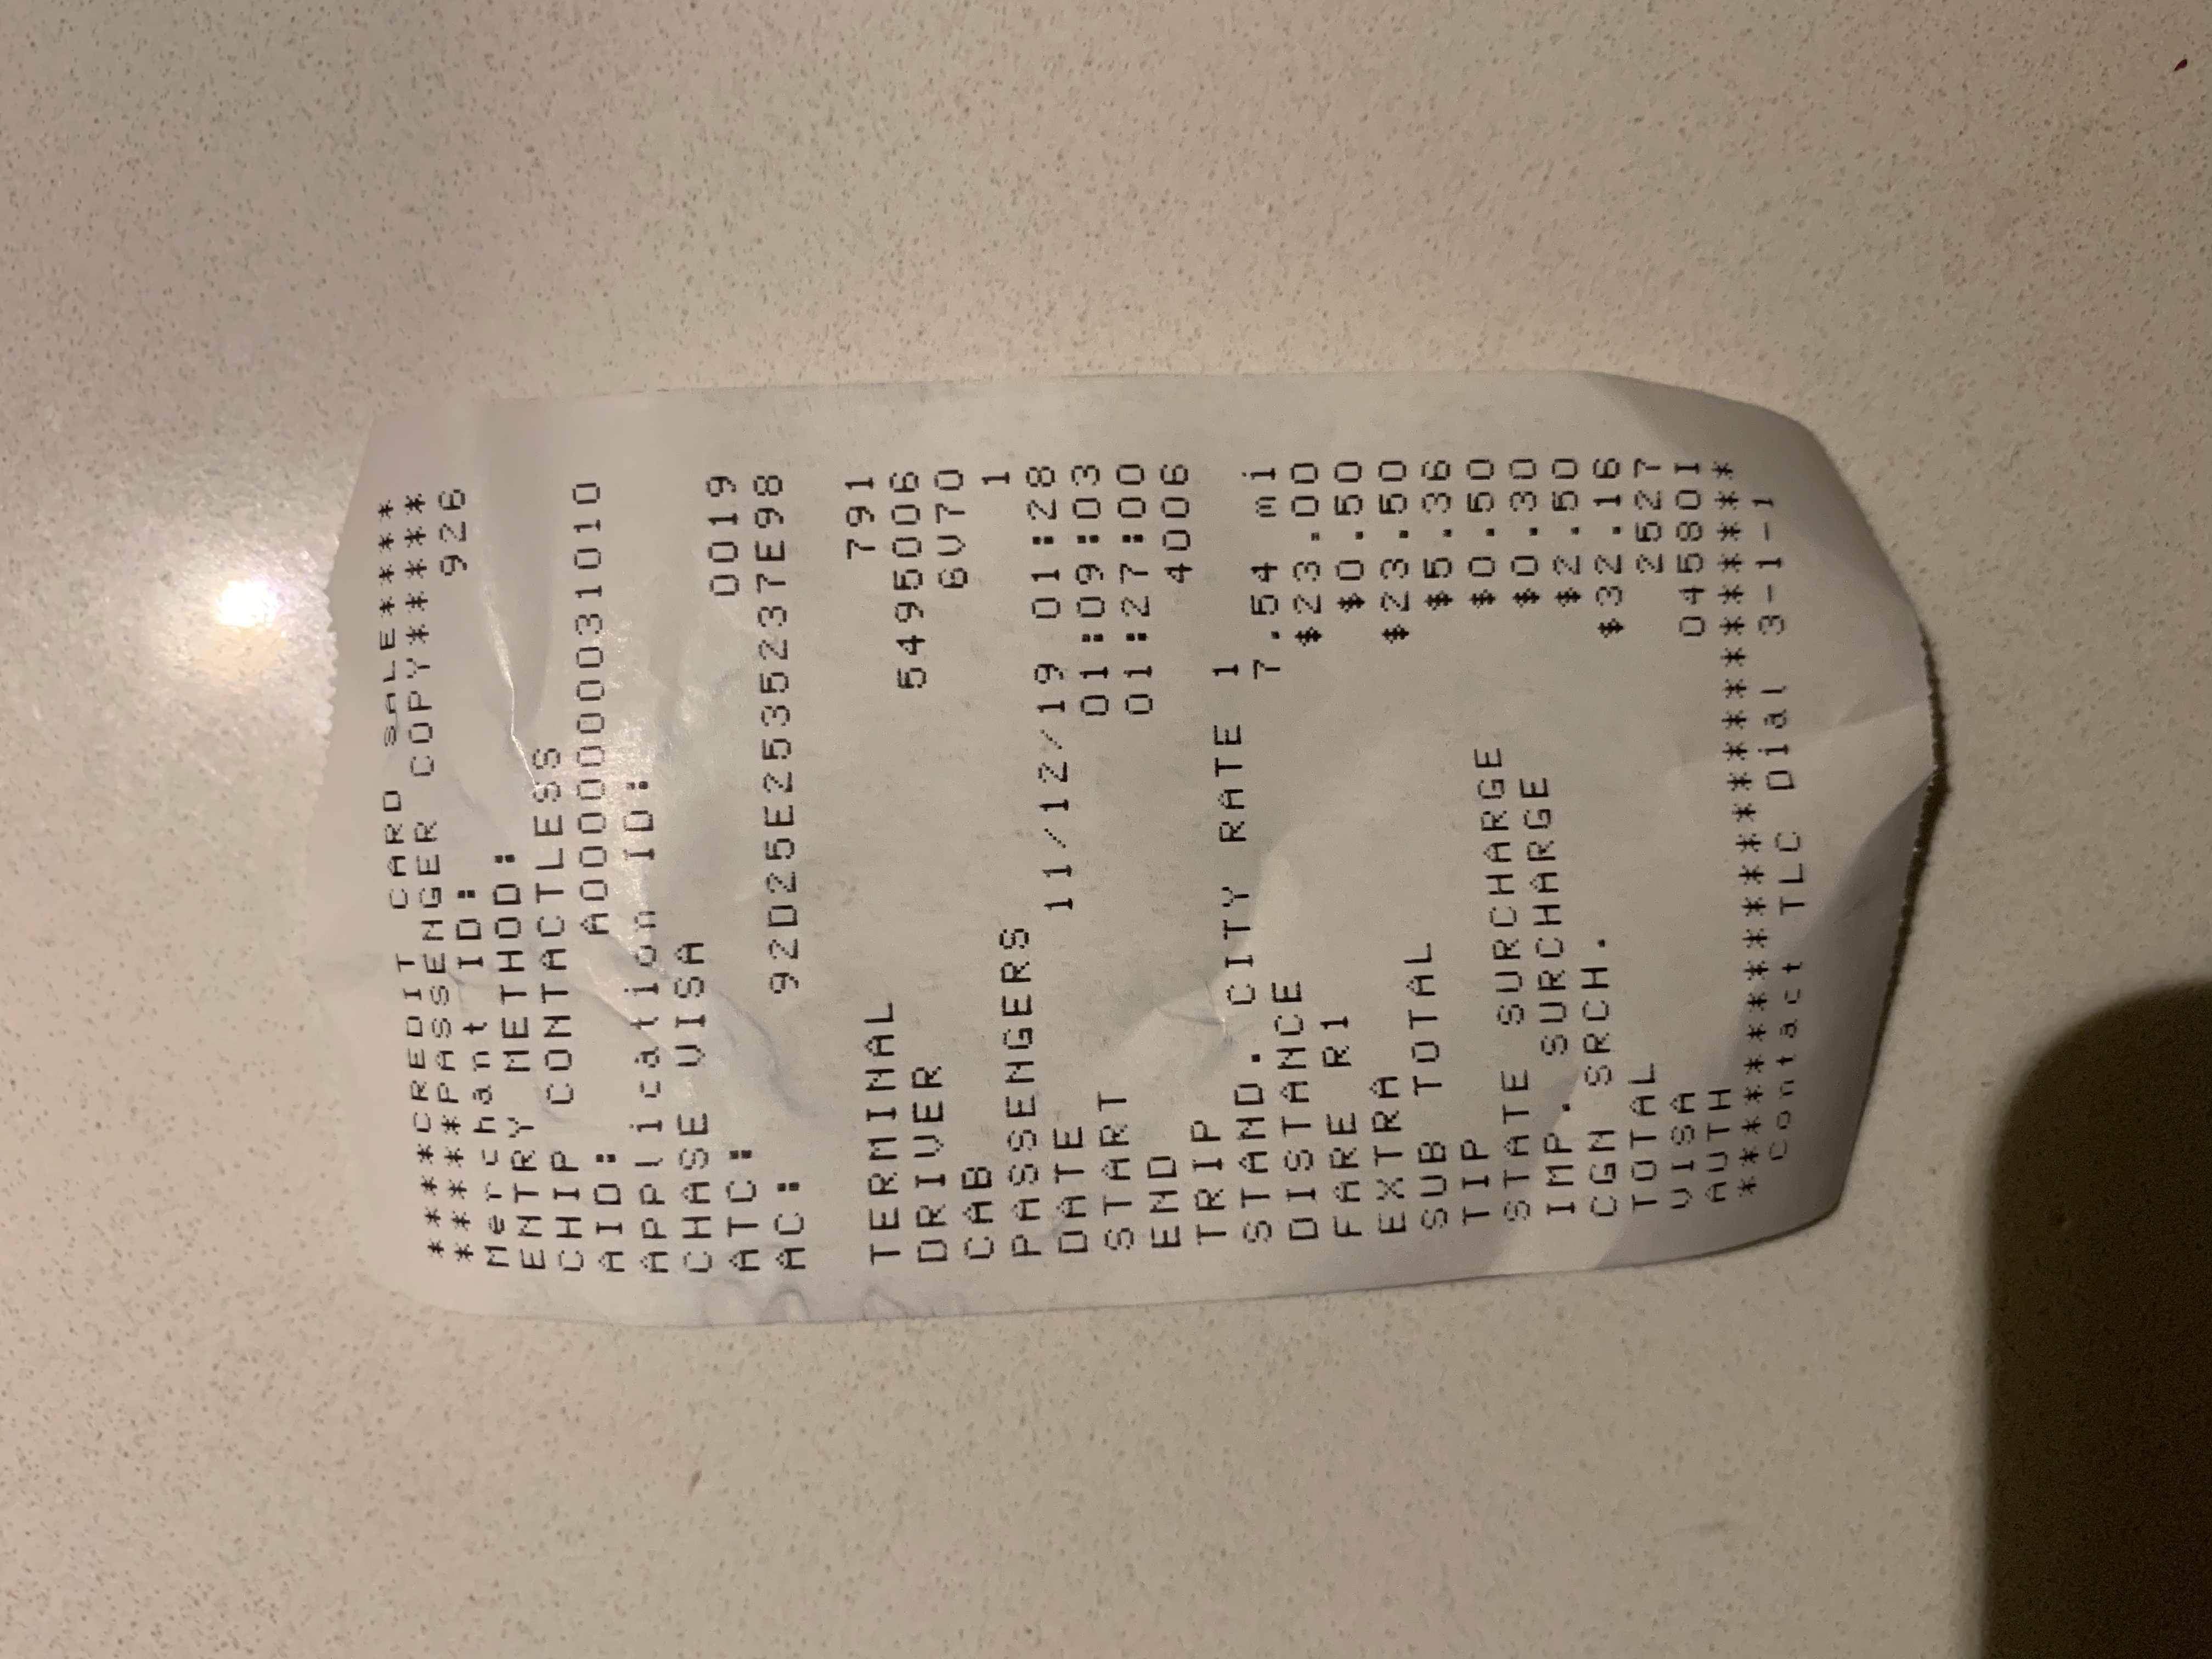 ****CREDIT CARD SALE*****
****PASSENGER COPY*******
Merchant ID: 926
ENTRY METHOD:
CHIP CONTACTLESS
AID: A0000000031010
Application ID:
CHASE VISA
ATC: 0019
AC: 92D25E2535235237E98
TERMINAL 791
DRIVER 5495006
CAB 6V70
PASSENGERS 1
DATE 11/12/19 01:28
START 01:09:03
END 01:27:00
TRIP 4006
STAND. CITY RATE 1
DISTANCE 7.54 mi
FARE R1 $23.00
EXTRA $0.50
SUB TOTAL $23.50
TIP $5.36
STATE SURCHARGE $0.50
IMP. SURCHARGE $0.30
CGN SRCH. $2.50
TOTAL $32.16
VISA 2527
AUTH 04580I
*************************
Contact TLC Dial 3-1-1